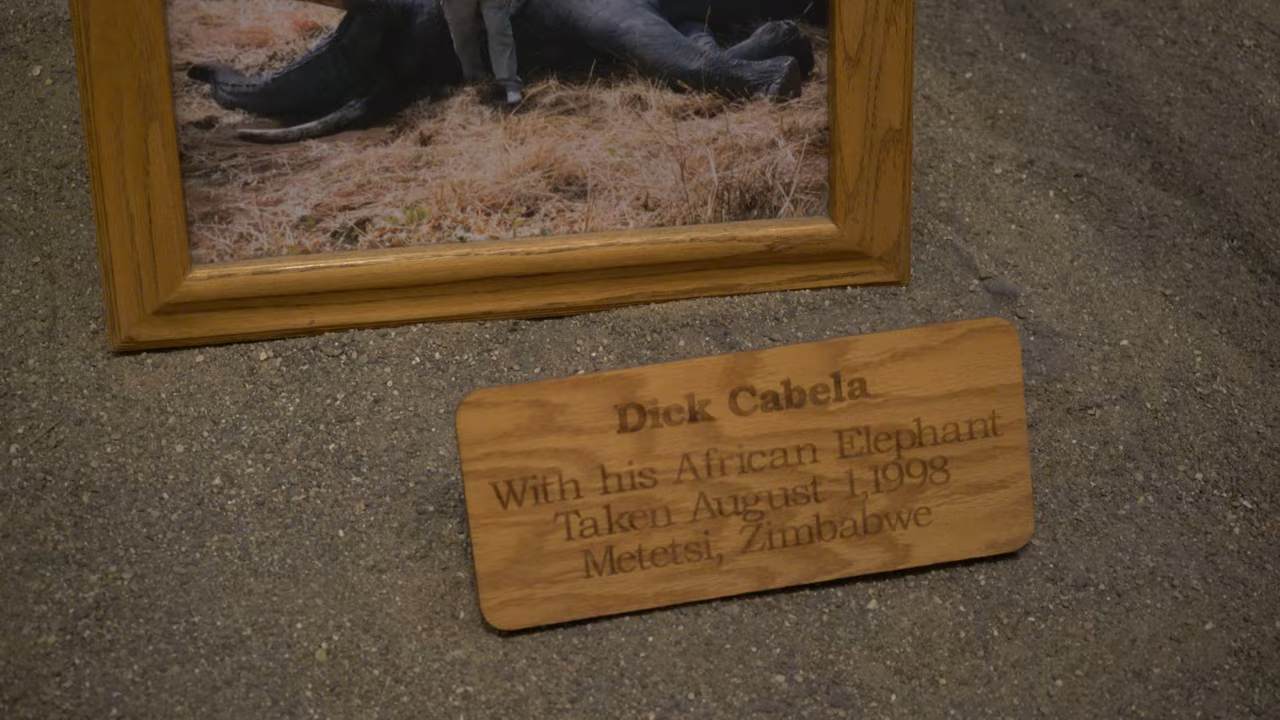 Dick Cabela
With his African Elephant
Taken August 1,1998
Metetsi, Zimbabwe